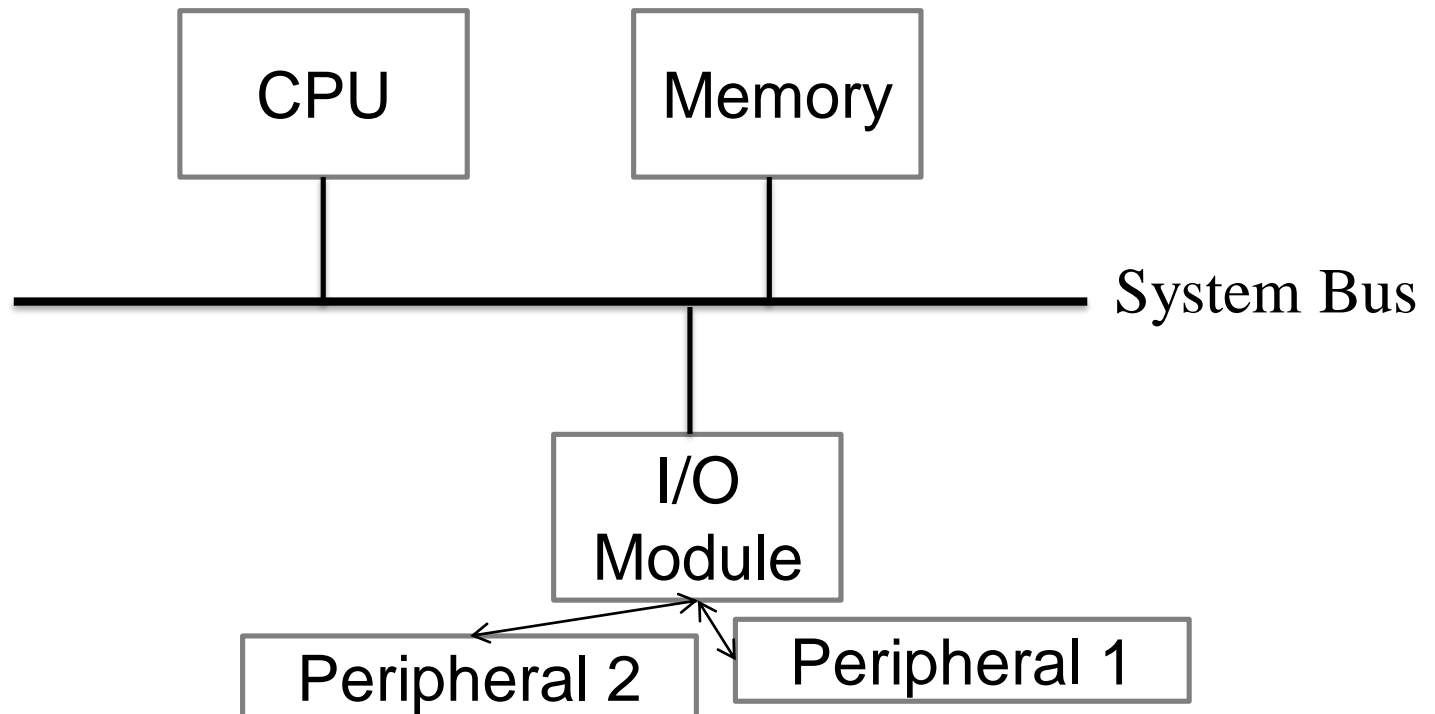 CPU
Memory
System Bus
I/O
Module
Peripheral 1
Peripheral 2